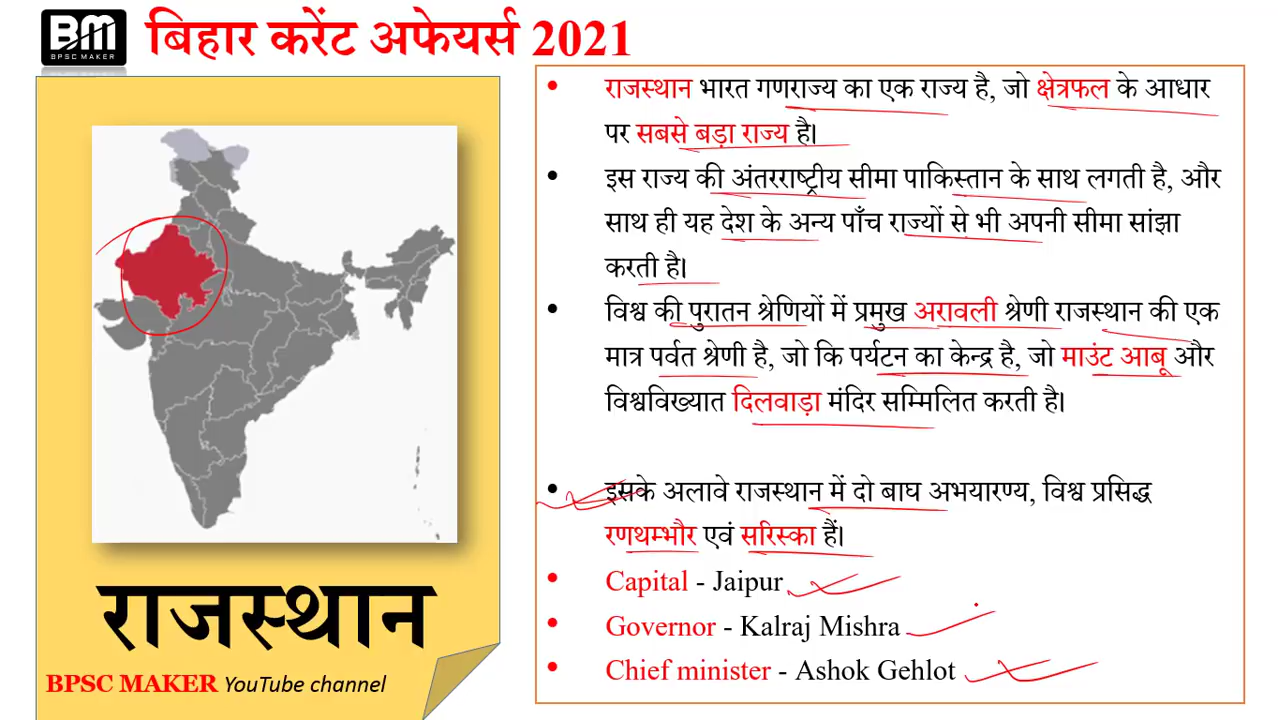 BM
BPSC MAKER
बिहार करेंट अफेयर्स 2021
राजस्थान
BPSC MAKER YouTube channel
• राजस्थान भारत गणराज्य का एक राज्य है, जो क्षेत्रफल के आधार
पर सबसे बड़ा राज्य है।
• इस राज्य की अंतरराष्ट्रीय सीमा पाकिस्तान के साथ लगती है, और
साथ ही यह देश के अन्य पाँच राज्यों से भी अपनी सीमा सांझा
करती है।
• विश्व की पुरातन श्रेणियों में प्रमुख अरावली श्रेणी राजस्थान की एक
मात्र पर्वत श्रेणी है, जो कि पर्यटन का केन्द्र है, जो माउंट आबू और
विश्वविख्यात दिलवाड़ा मंदिर सम्मिलित करती है।
• इसके अलावे राजस्थान में दो बाघ अभयारण्य, विश्व प्रसिद्ध
रणथम्भौर एवं सरिस्का हैं।
• Capital - Jaipur
• Governor - Kalraj Mishra
• Chief minister - Ashok Gehlot